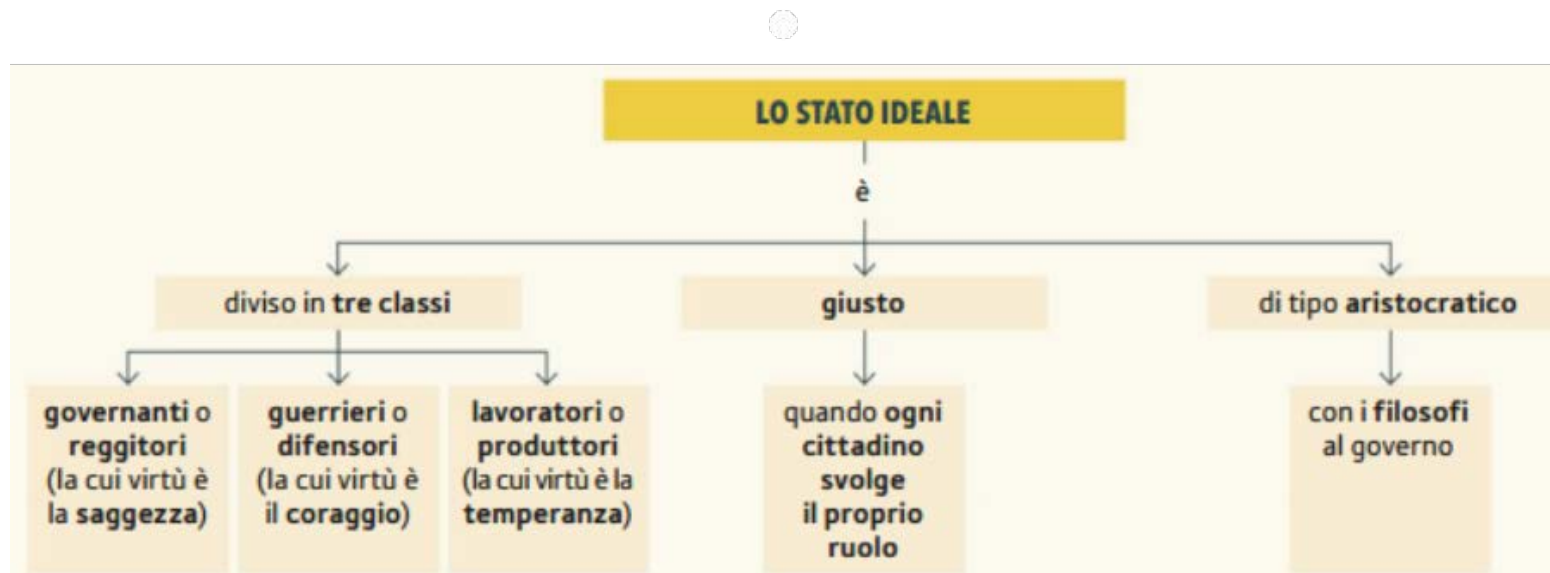 LO STATO IDEALE
è
diviso in tre classi
giusto
di tipo aristocratico
governanti o
reggitori
(la cui virtù è
la saggezza)
guerrieri o
difensori
(la cui virtù è
il coraggio)
lavoratori o
produttori
(la cui virtù è la
temperanza)
quando ogni
cittadino
svolge
il proprio
ruolo
con i filosofi
al governo